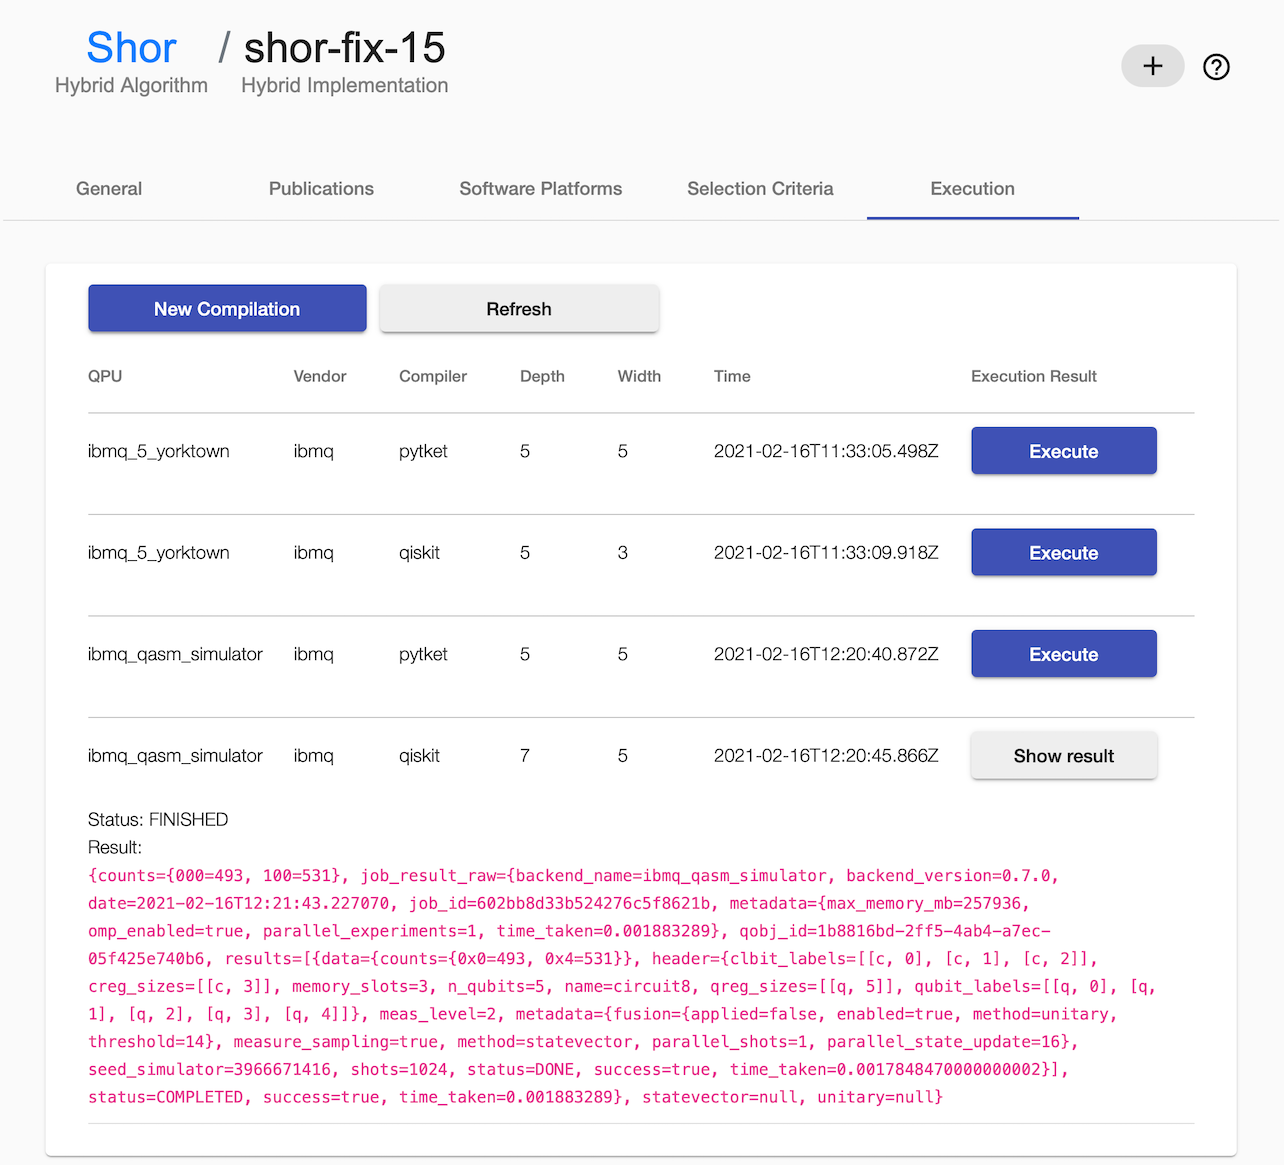 Shor / shor-fix-15
Hybrid Algorithm Hybrid Implementation
+ ?
General Publications Software Platforms Selection Criteria Execution
New Compilation Refresh
QPU Vendor Compiler Depth Width Time Execution Result
ibmq_5_yorktown ibmq pytket 5 5 2021-02-16T11:33:05.498Z Execute
ibmq_5_yorktown ibmq qiskit 5 3 2021-02-16T11:33:09.918Z Execute
ibmq_qasm_simulator ibmq pytket 5 5 2021-02-16T12:20:40.872Z Execute
ibmq_qasm_simulator ibmq qiskit 7 5 2021-02-16T12:20:45.866Z Show result
Status: FINISHED
Result:
{counts={000=493, 100=531}, job_result_raw={backend_name=ibmq_qasm_simulator, backend_version=0.7.0,
date=2021-02-16T12:21:43.227070, job_id=602bb8d33b524276c5f8621b, metadata={max_memory_mb=257936,
omp_enabled=true, parallel_experiments=1, time_taken=0.001883289}, qobj_id=1b8816bd-2ff5-4ab4-a7ec-
05f425e740b6, results=[{data={counts={0x0=493, 0x4=531}}, header={clbit_labels=[[c, 0], [c, 1], [c, 2]],
creg_sizes=[[c, 3]], memory_slots=3, n_qubits=5, name=circuit8, qreg_sizes=[[q, 5]], qubit_labels=[[q, 0], [q,
1], [q, 2], [q, 3], [q, 4]]}, meas_level=2, metadata={fusion={applied=false, enabled=true, method=unitary,
threshold=14}, measure_sampling=true, method=statevector, parallel_shots=1, parallel_state_update=16},
seed_simulator=3966671416, shots=1024, status=DONE, success=true, time_taken=0.0017848470000000002}],
status=COMPLETED, success=true, time_taken=0.001883289}, statevector=null, unitary=null}